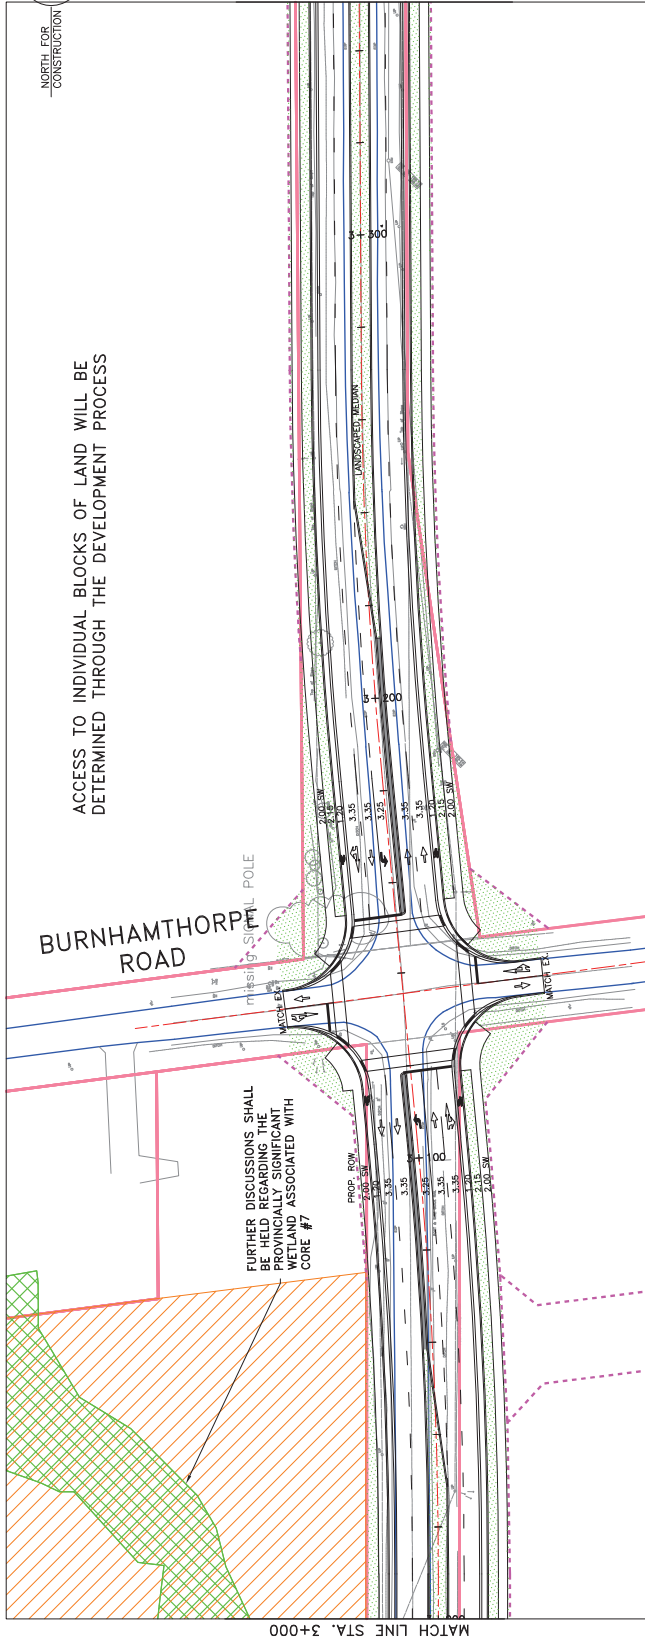 NORTH FOR
CONSTRUCTION
ACCESS TO INDIVIDUAL BLOCKS OF LAND WILL BE
DETERMINED THROUGH THE DEVELOPMENT PROCESS
3+300
LANDSCAPED MEDIAN
3+200
2.00 SW
2.15
1.20
3.35
3.35
3.25
3.35
3.35
1.20
2.15
2.00 SW
missing SIGNAL POLE
BURNHAMTHORPE
ROAD
MATCH EX.
MATCH EX.
FURTHER DISCUSSIONS SHALL
BE HELD REGARDING THE
PROVINCIALLY SIGNIFICANT
WETLAND ASSOCIATED WITH
CORE #7
PROP. ROW
2.00 SW
1.20
3.35
3.35
3+100
3.25
3.35
3.35
1.20
2.15
2.00 SW
MATCH LINE STA. 3+000